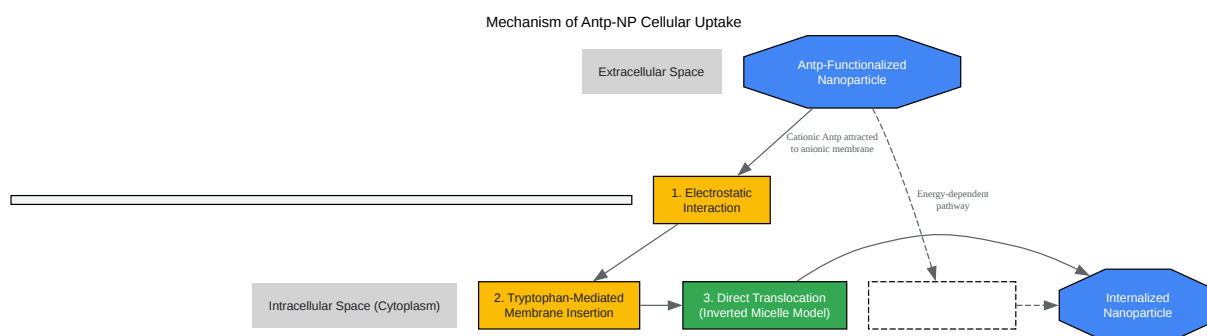 Mechanism of Antp-NP Cellular Uptake
Extracellular Space
Antp-Functionalized
Nanoparticle
Cationic Antp attracted
to anionic membrane
1. Electrostatic
Interaction
Energy-dependent
pathway
Intracellular Space (Cytoplasm)
2. Tryptophan-Mediated
Membrane Insertion
3. Direct Translocation
(Inverted Micelle Model)
Internalized
Nanoparticle